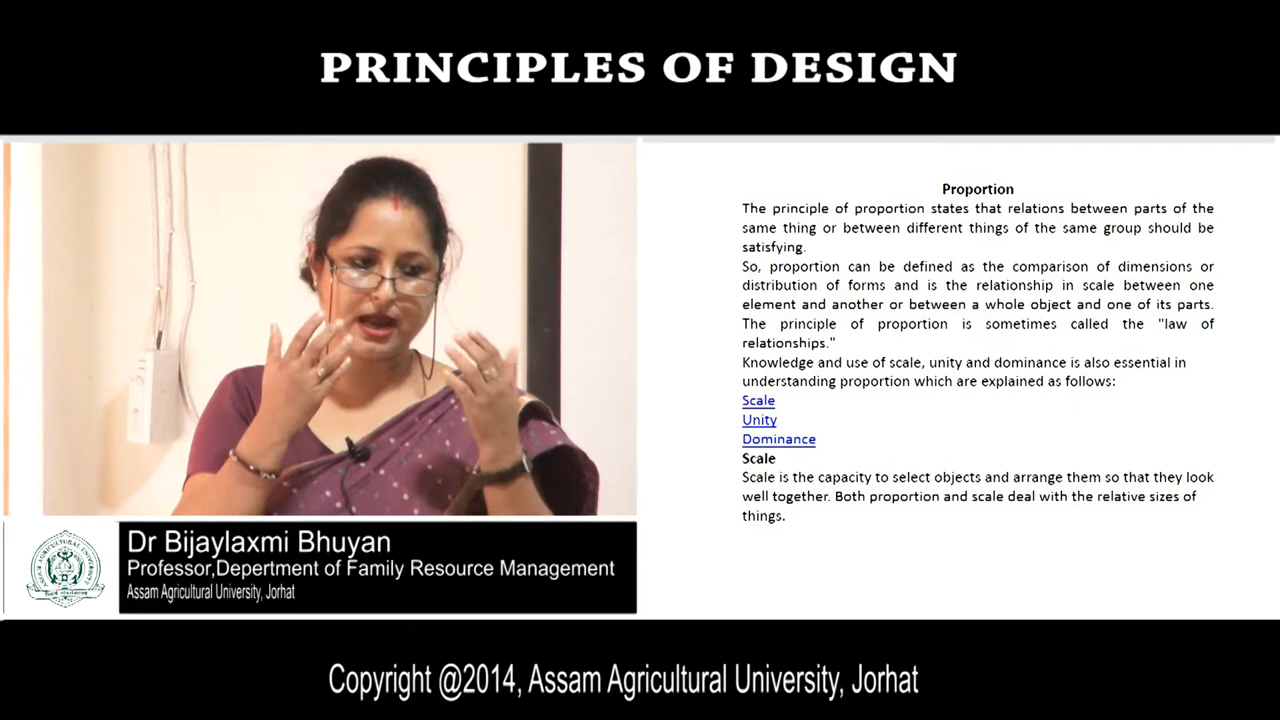 PRINCIPLES OF DESIGN
Proportion
The principle of proportion states that relations between parts of the
same thing or between different things of the same group should be
satisfying.
So, proportion can be defined as the comparison of dimensions or
distribution of forms and is the relationship in scale between one
element and another or between a whole object and one of its parts.
The principle of proportion is sometimes called the "law of
relationships."
Knowledge and use of scale, unity and dominance is also essential in
understanding proportion which are explained as follows:
Scale
Unity
Dominance
Scale
Scale is the capacity to select objects and arrange them so that they look
well together. Both proportion and scale deal with the relative sizes of
things.
Dr Bijaylaxmi Bhuyan
Professor,Depertment of Family Resource Management
Assam Agricultural University, Jorhat
Copyright @2014, Assam Agricultural University, Jorhat